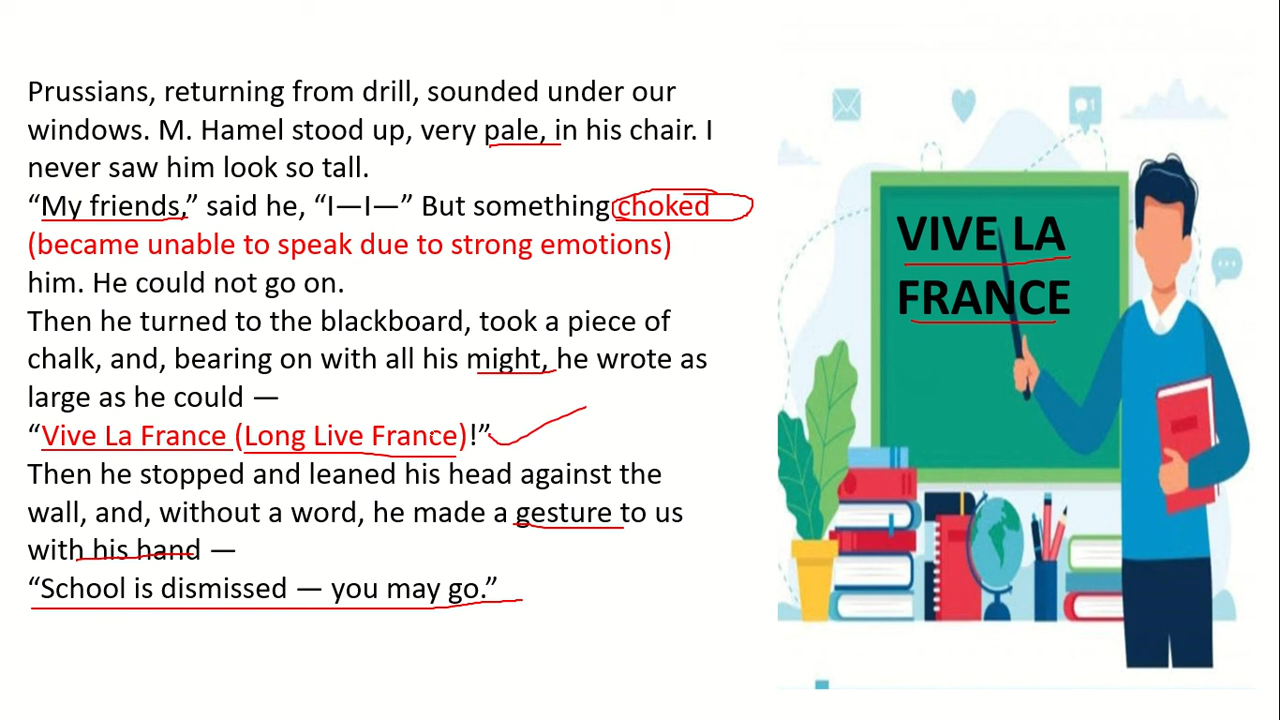 Prussians, returning from drill, sounded under our
windows. M. Hamel stood up, very pale, in his chair. I
never saw him look so tall.
“My friends,” said he, “I—I—” But something choked
(became unable to speak due to strong emotions)
him. He could not go on.
Then he turned to the blackboard, took a piece of
chalk, and, bearing on with all his might, he wrote as
large as he could —
“Vive La France (Long Live France)!”
Then he stopped and leaned his head against the
wall, and, without a word, he made a gesture to us
with his hand —
“School is dismissed — you may go.”
VIVE LA
FRANCE
1